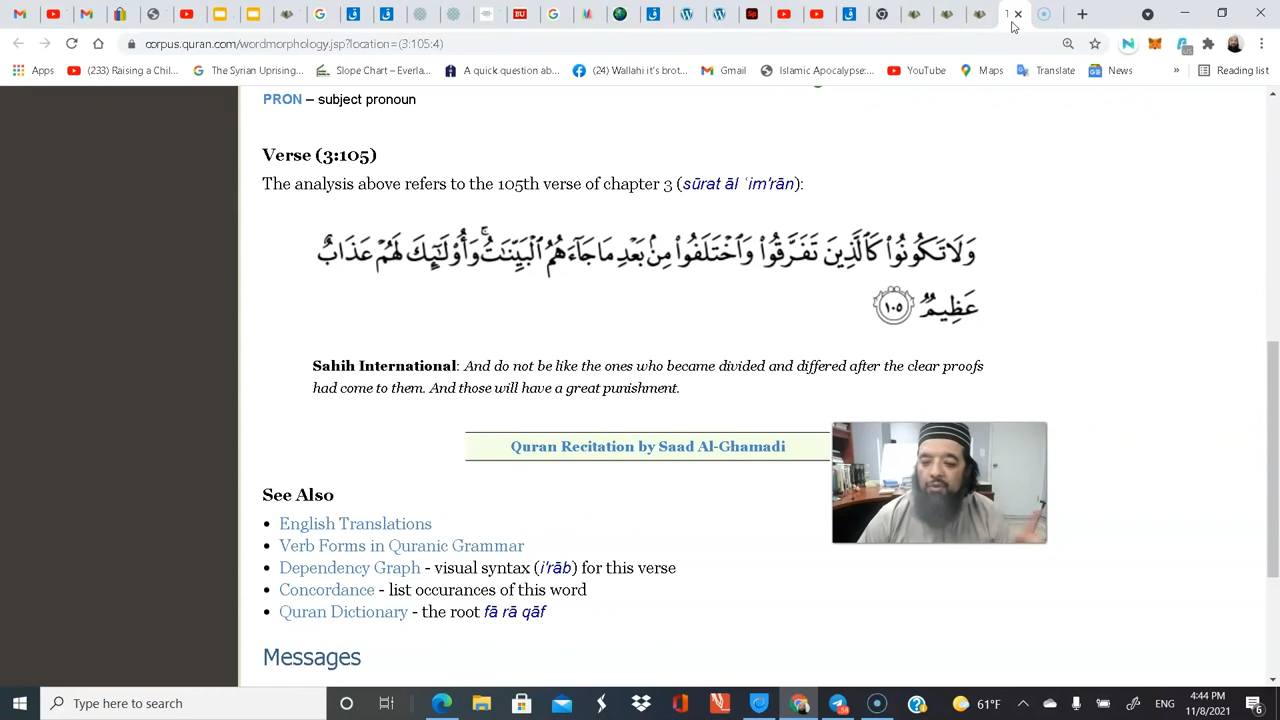 T
corpus.quran.com/wordmorphology.jsp?location=(3:105:4)
Apps
(233) Raising a Chil...
The Syrian Uprising...
Slope Chart – Everla...
A quick question ab...
(24) Wallahi it's brot...
Gmail
Islamic Apocalypse:...
YouTube
Maps
Translate
News
»
Reading list
PRON – subject pronoun
Verse (3:105)
The analysis above refers to the 105th verse of chapter 3 (sūrat āl ʿim'rān):
وَلَا تَكُونُوا۟ كَٱلَّذِينَ تَفَرَّقُوا۟ وَٱخْتَلَفُوا۟ مِنۢ بَعْدِ مَا جَآءَهُمُ ٱلْبَيِّنَٰتُ ۚ وَأُو۟لَٰٓئِكَ لَهُمْ عَذَابٌ
عَظِيمٌ ١٠٥
Sahih International: And do not be like the ones who became divided and differed after the clear proofs
had come to them. And those will have a great punishment.
Quran Recitation by Saad Al-Ghamadi
See Also
• English Translations
• Verb Forms in Quranic Grammar
• Dependency Graph - visual syntax (i'rāb) for this verse
• Concordance - list occurances of this word
• Quran Dictionary - the root fā rā qāf
Messages
Type here to search
61°F
ENG
4:44 PM
11/8/2021
6